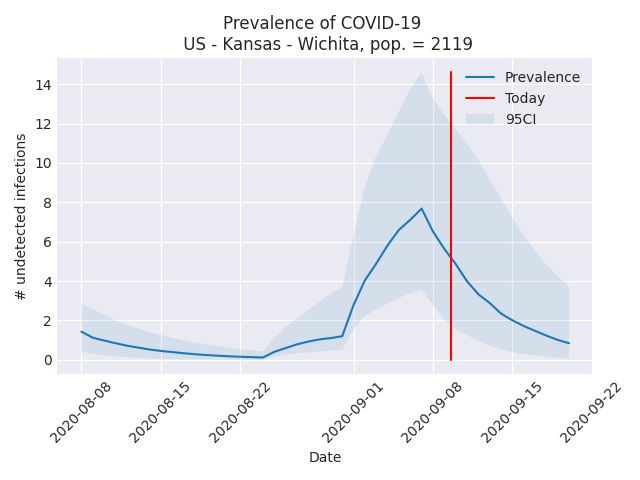 Prevalence of COVID-19
US - Kansas - Wichita, pop. = 2119
Prevalence
Today
95CI
14
12
10
8
6
4
2
0
# undetected infections
2020-08-08
2020-08-15
2020-08-22
2020-09-01
2020-09-08
2020-09-15
2020-09-22
Date